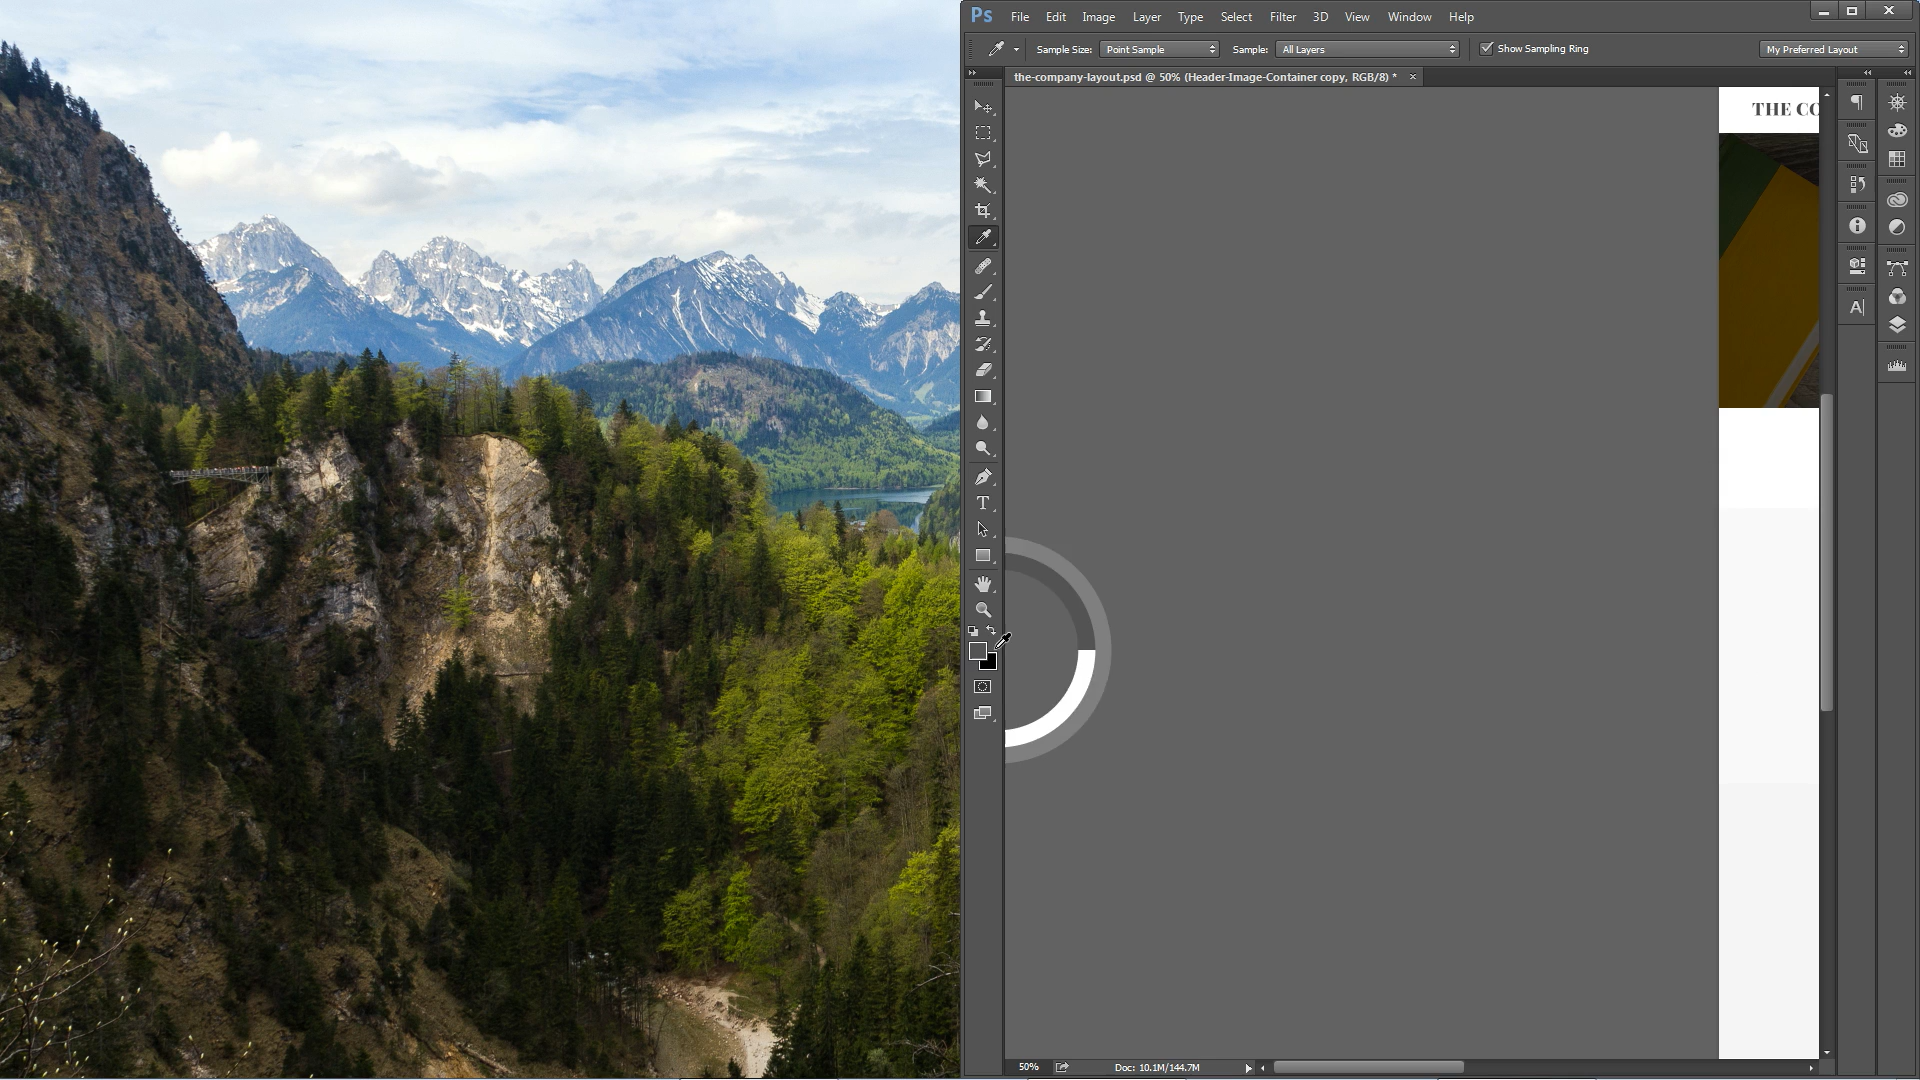 Ps File Edit Image Layer Type Select Filter 3D View Window Help
Sample Size: Point Sample Sample: All Layers Show Sampling Ring My Preferred Layout
the-company-layout.psd @ 50% (Header-Image-Container copy, RGB/8) * ×
THE CO
T
A|
50% Doc: 10.1M/144.7M